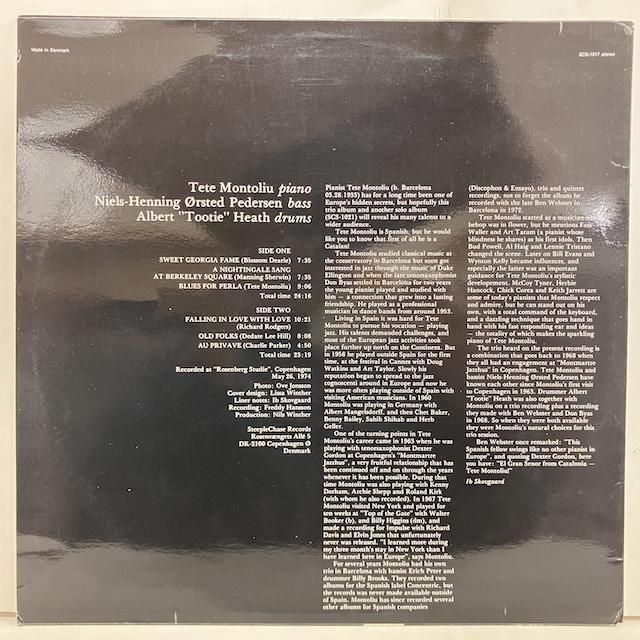 Made In Denmark
SCS-1017 stereo
Tete Montoliu piano
Niels-Henning Ørsted Pedersen bass
Albert "Tootie" Heath drums
SIDE ONE
SWEET GEORGIA FAME (Blossom Dearie) 7:35
A NIGHTINGALE SANG
AT BERKELEY SQUARE (Manning Sherwin) 7:35
BLUES FOR PERLA (Tete Montoliu) 9:06
Total time 24:16
SIDE TWO
FALLING IN LOVE WITH LOVE 10:21
(Richard Rodgers)
OLD FOLKS (Dedate Lee Hill) 8:08
AU PRIVAVE (Charlie Parker) 4:50
Total time 23:19
Recorded at "Rosenberg Studie", Copenhagen
May 26, 1974
Photo: Ove Jonsson
Cover design: Lissa Winther
Liner notes: Ib Skovgaard
Recording: Freddy Hansson
Production: Nils Winther
SteepleChase Records
Rosenvængets Allé 5
DK-2100 Copenhagen Ø
Denmark
Pianist Tete Montoliu (b. Barcelona
03.28.1933) has for a long time been one of
Europe's hidden secrets, but hopefully this
trio album and another solo album
(SCS-1021) will reveal his many talents to a
wider audience.
Tete Montoliu is Spanish, but he would
like you to know that first of all he is a
Catalan!
Tete Montoliu studied classical music at
the conservatory in Barcelona but soon got
interested in jazz through the music of Duke
Ellington and when the late tenorsaxophonist
Don Byas settled in Barcelona for two years
the young pianist played and studied with
him — a connection that grew into a lasting
friendship. He played as a professional
musician in dance bands from around 1953.
Living in Spain it was hard for Tete
Montoliu to pursue his vocation — playing
jazz. His talents demanded challenges, and
most of the European jazz activities took
place further up north on the Continent. But
in 1958 he played outside Spain for the first
time, at the festival in Cannes with Doug
Watkins and Art Taylor. Slowly his
reputation began to spread to the jazz
cognoscenti around in Europe and now he
was more often playing outside of Spain with
visiting American musicians. In 1960
Montoliu was playing in Germany with
Albert Mangelsdorff, and then Chet Baker,
Benny Bailey, Sahib Shihab and Herb
Geller.
One of the turning points in Tete
Montoliu's career came in 1963 when he was
playing with tenorsaxophonist Dexter
Gordon at Copenhagen's "Montmartre
Jazzhus", a very fruitful relationship that has
been continued off and on through the years
whenever it has been possible. During that
time Montoliu was also playing with Kenny
Dorham, Archie Shepp and Roland Kirk
(with whom he also recorded). In 1967 Tete
Montoliu visited New York and played for
ten weeks at "Top of the Gate" with Walter
Booker (b), and Billy Higgins (dm), and
made a recording for Impulse with Richard
Davis and Elvin Jones that unfortunately
never was released. "I learned more during
my three month's stay in New York than I
have learned here in Europe", says Montoliu.
For several years Montoliu had his own
trio in Barcelona with bassist Erich Peter and
drummer Billy Brooks. They recorded two
albums for the Spanish label Concentric, but
the records was never made available outside
of Spain. Montoliu has since recorded several
other albums for Spanish companies
(Discophon & Ensayo), trio and quintet
recordings, not to forget the album he
recorded with the late Ben Webster in
Barcelona in 1972.
Tete Montoliu started as a musician when
bebop was in flower, but he mentions Fats
Waller and Art Tatum (a pianist whose
blindness he shares) as his first idols. Then
Bud Powell, Al Haig and Lennie Tristano
changed the scene. Later on Bill Evans and
Wynton Kelly became influences, and
especially the latter was an important
guidance for Tete Montoliu's stylistic
developement. McCoy Tyner, Herbie
Hancock, Chick Corea and Keith Jarrett are
some of today's pianists that Montoliu respect
and admirer, but he can stand out on his
own, with a total command of the keyboard,
and a dazzling technique that goes hand in
hand with his fast responding ear and ideas
— the totality of which makes the sparkling
piano of Tete Montoliu.
The trio heard on the present recording is
a combination that goes back to 1968 when
they all had an engagement at "Montmartre
Jazzhus" in Copenhagen. Tete Montoliu and
bassist Niels-Henning Ørsted Pedersen have
known each other since Montoliu's first visit
to Copenhagen in 1963. Drummer Albert
"Tootie" Heath was also together with
Montoliu on a trio recording plus a recording
they made with Ben Webster and Don Byas
in 1968. So when they both were available
they were Montoliu's natural choices for this
trio session.
Ben Webster once remarked: "This
Spanish fellow swings like no other pianist in
Europe", and quoting Dexter Gordon, here
you have: "El Gran Senor from Catalonia —
Tete Montoliu!"
Ib Skovgaard